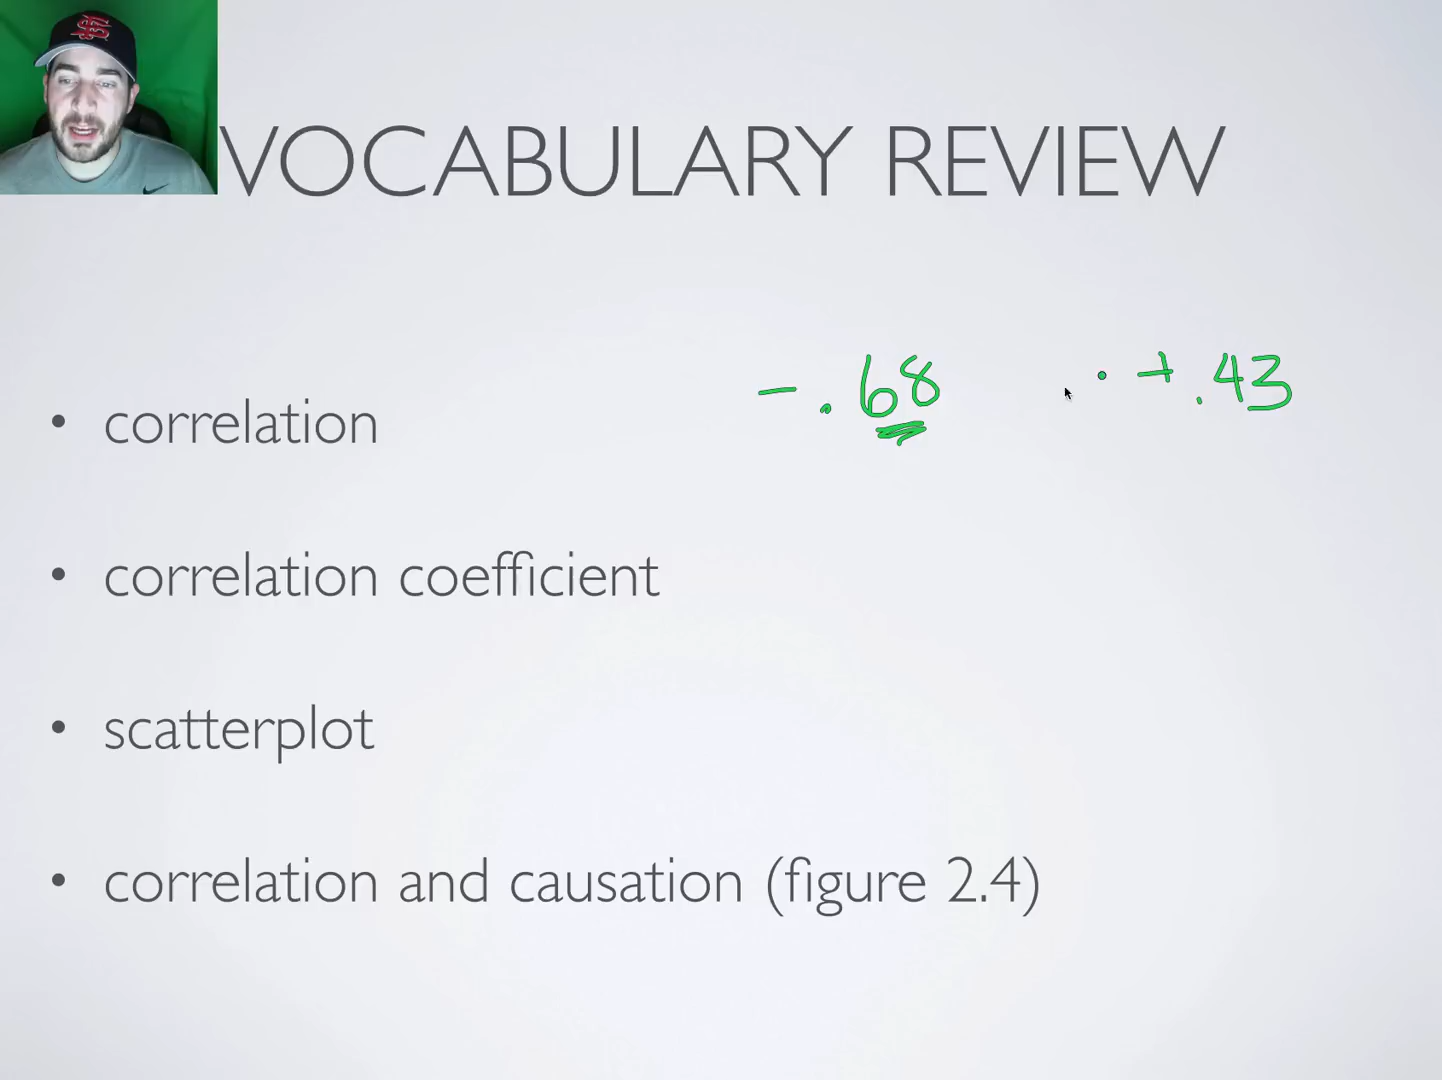 VOCABULARY REVIEW
- .68 + .43
• correlation
• correlation coefficient
• scatterplot
• correlation and causation (figure 2.4)